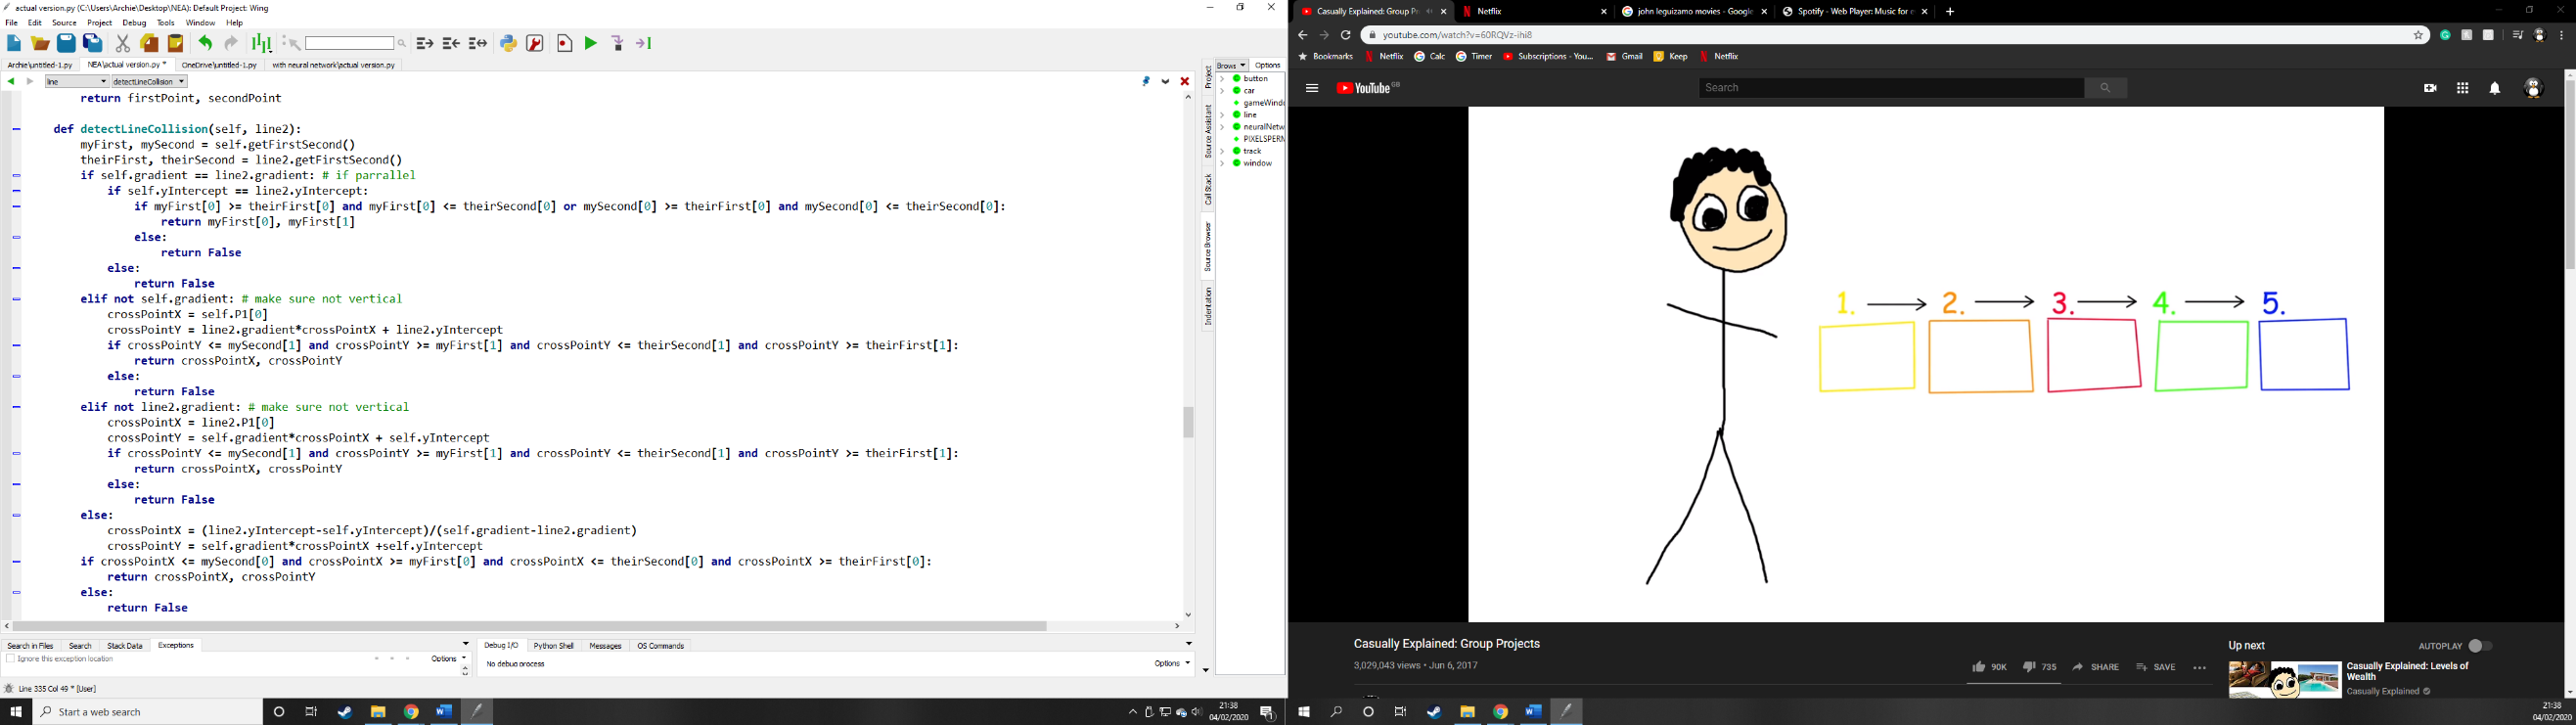 actual version.py (C:\Users\Archie\Desktop\NEA): Default Project: Wing
File Edit Source Project Debug Tools Window Help
Archie\untitled-1.py NEA\actual version.py * OneDrive\untitled-1.py with neural network\actual version.py
line detectLineCollision
return firstPoint, secondPoint
def detectLineCollision(self, line2):
myFirst, mySecond = self.getFirstSecond()
theirFirst, theirSecond = line2.getFirstSecond()
if self.gradient == line2.gradient: # if parrallel
if self.yIntercept == line2.yIntercept:
if myFirst[0] >= theirFirst[0] and myFirst[0] <= theirSecond[0] or mySecond[0] >= theirFirst[0] and mySecond[0] <= theirSecond[0]:
return myFirst[0], myFirst[1]
else:
return False
else:
return False
elif not self.gradient: # make sure not vertical
crossPointX = self.P1[0]
crossPointY = line2.gradient*crossPointX + line2.yIntercept
if crossPointY <= mySecond[1] and crossPointY >= myFirst[1] and crossPointY <= theirSecond[1] and crossPointY >= theirFirst[1]:
return crossPointX, crossPointY
else:
return False
elif not line2.gradient: # make sure not vertical
crossPointX = line2.P1[0]
crossPointY = self.gradient*crossPointX + self.yIntercept
if crossPointY <= mySecond[1] and crossPointY >= myFirst[1] and crossPointY <= theirSecond[1] and crossPointY >= theirFirst[1]:
return crossPointX, crossPointY
else:
return False
else:
crossPointX = (line2.yIntercept-self.yIntercept)/(self.gradient-line2.gradient)
crossPointY = self.gradient*crossPointX +self.yIntercept
if crossPointX <= mySecond[0] and crossPointX >= myFirst[0] and crossPointX <= theirSecond[0] and crossPointX >= theirFirst[0]:
return crossPointX, crossPointY
else:
return False
Project
Source Assistant
Call Stack
Source Browser
Indentation
Brows Options
button
car
gameWindo
line
neuralNetw
PIXELSPERM
track
window
Search in Files Search Stack Data Exceptions
Ignore this exception location
Options
Debug I/O Python Shell Messages OS Commands
No debug process
Options
Line 335 Col 49 * [User]
Start a web search
21:38
04/02/2020
Casually Explained: Group Pr Netflix john leguizamo movies - Google Spotify - Web Player: Music for e
youtube.com/watch?v=60RQVz-ihi8
Bookmarks Netflix Calc Timer Subscriptions - You... Gmail Keep Netflix
YouTube GB
Search
1. 2. 3. 4. 5.
Casually Explained: Group Projects
3,029,043 views • Jun 6, 2017
90K 735 SHARE SAVE
Up next AUTOPLAY
Casually Explained: Levels of
Wealth
Casually Explained
21:38
04/02/2020